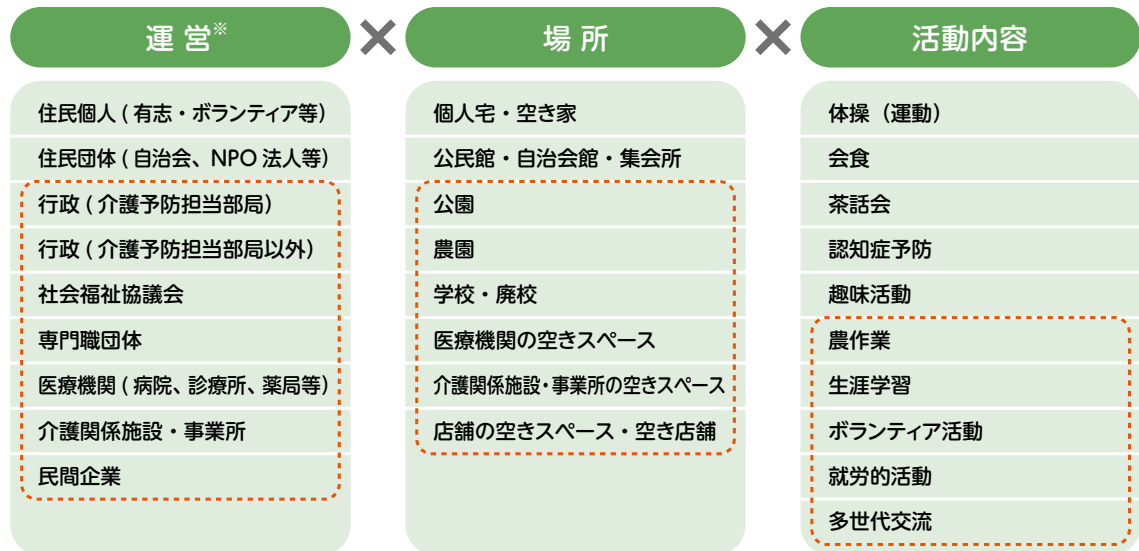 運 営※
住民個人 ( 有志・ボランティア等)
住民団体 ( 自治会、NPO 法人等)
行政 ( 介護予防担当部局)
行政 ( 介護予防担当部局以外)
社会福祉協議会
専門職団体
医療機関 ( 病院、診療所、薬局等)
介護関係施設・事業所
民間企業
×
場 所
個人宅・空き家
公民館・自治会館・集会所
公園
農園
学校・廃校
医療機関の空きスペース
介護関係施設・事業所の空きスペース
店舗の空きスペース・空き店舗
×
活動内容
体操（運動）
会食
茶話会
認知症予防
趣味活動
農作業
生涯学習
ボランティア活動
就労的活動
多世代交流